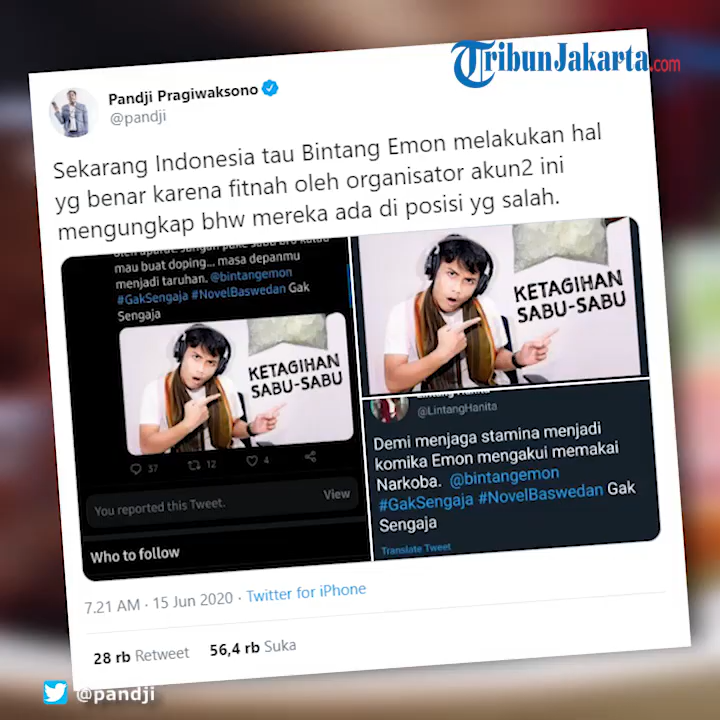 TribunJakarta.com
Pandji Pragiwaksono
@pandji
Sekarang Indonesia tau Bintang Emon melakukan hal
yg benar karena fitnah oleh organisator akun2 ini
mengungkap bhw mereka ada di posisi yg salah.
mau buat doping... masa depanmu
menjadi taruhan. @bintangemon
#GakSengaja #NovelBaswedan Gak
Sengaja
KETAGIHAN
SABU-SABU
37 12 4
You reported this Tweet. View
Who to follow
KETAGIHAN
SABU-SABU
@LintangHanita
Demi menjaga stamina menjadi
komika Emon mengakui memakai
Narkoba. @bintangemon
#GakSengaja #NovelBaswedan Gak
Sengaja
Translate Tweet
7.21 AM · 15 Jun 2020 · Twitter for iPhone
28 rb Retweet 56,4 rb Suka
@pandji